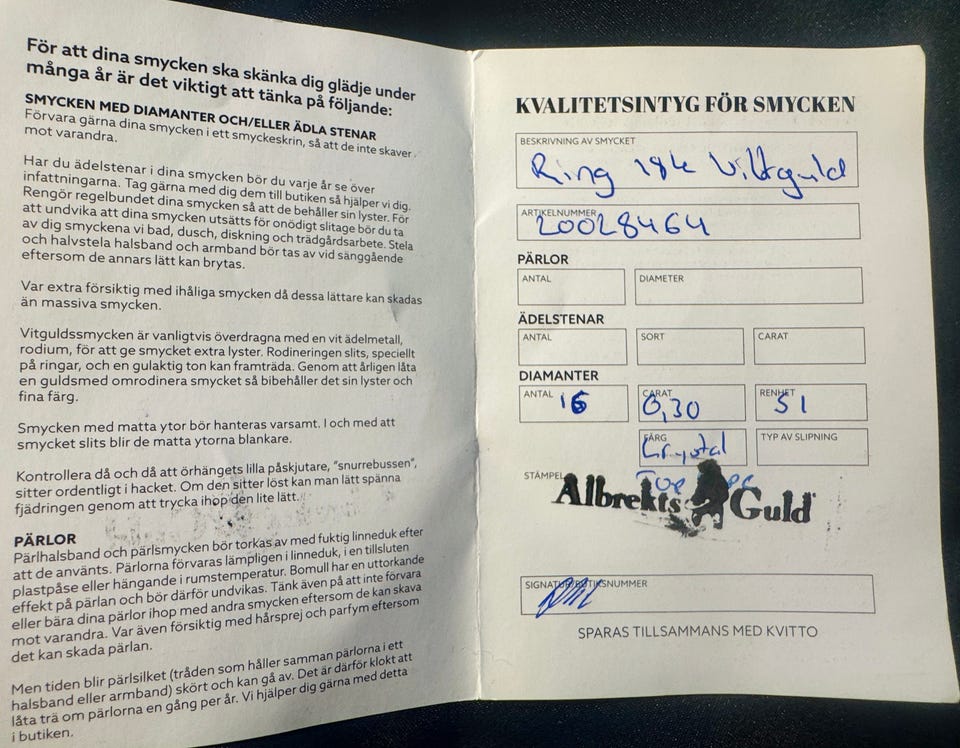 För att dina smycken ska skänka dig glädje under
många år är det viktigt att tänka på följande:
SMYCKEN MED DIAMANTER OCH/ELLER ÄDLA STENAR
Förvara gärna dina smycken i ett smyckeskrin, så att de inte skaver
mot varandra.
Har du ädelstenar i dina smycken bör du varje år se över
infattningarna. Tag gärna med dig dem till butiken så hjälper vi dig.
Rengör regelbundet dina smycken så att de behåller sin lyster. För
att undvika att dina smycken utsätts för onödigt slitage bör du ta
av dig smyckena vi bad, dusch, diskning och trädgårdsarbete. Stela
och halvstela halsband och armband bör tas av vid sänggående
eftersom de annars lätt kan brytas.
Var extra försiktig med ihåliga smycken då dessa lättare kan skadas
än massiva smycken.
Vitguldssmycken är vanligtvis överdragna med en vit ädelmetall,
rodium, för att ge smycket extra lyster. Rodineringen slits, speciellt
på ringar, och en gulaktig ton kan framträda. Genom att årligen låta
en guldsmed omrodinera smycket så bibehåller det sin lyster och
fina färg.
Smycken med matta ytor bör hanteras varsamt. I och med att
smycket slits blir de matta ytorna blankare.
Kontrollera då och då att örhängets lilla påskjutare, "snurrebussen",
sitter ordentligt i hacket. Om den sitter löst kan man lätt spänna
fjädringen genom att trycka ihop den lite lätt.
PÄRLOR
Pärlhalsband och pärlsmycken bör torkas av med fuktig linneduk efter
att de använts. Pärlorna förvaras lämpligen i linneduk, i en tillsluten
plastpåse eller hängande i rumstemperatur. Bomull har en uttorkande
effekt på pärlan och bör därför undvikas. Tänk även på att inte förvara
eller bära dina pärlor ihop med andra smycken eftersom de kan skava
mot varandra. Var även försiktig med hårsprej och parfym eftersom
det kan skada pärlan.
Men tiden blir pärlsilket (tråden som håller samman pärlorna i ett
halsband eller armband) skört och kan gå av. Det är därför klokt att
låta trä om pärlorna en gång per år. Vi hjälper dig gärna med detta
i butiken.
KVALITETSINTYG FÖR SMYCKEN
BESKRIVNING AV SMYCKET
Ring 18k Vittguld
ARTIKELNUMMER
20028464
PÄRLOR
ANTAL DIAMETER
ÄDELSTENAR
ANTAL SORT CARAT
DIAMANTER
ANTAL CARAT RENHET
16 0,30 SI
FÄRG TYP AV SLIPNING
Crystal
STÄMPEL
Top
Albrekts Guld
SIGNATUR/BUTIKSNUMMER
SPARAS TILLSAMMANS MED KVITTO